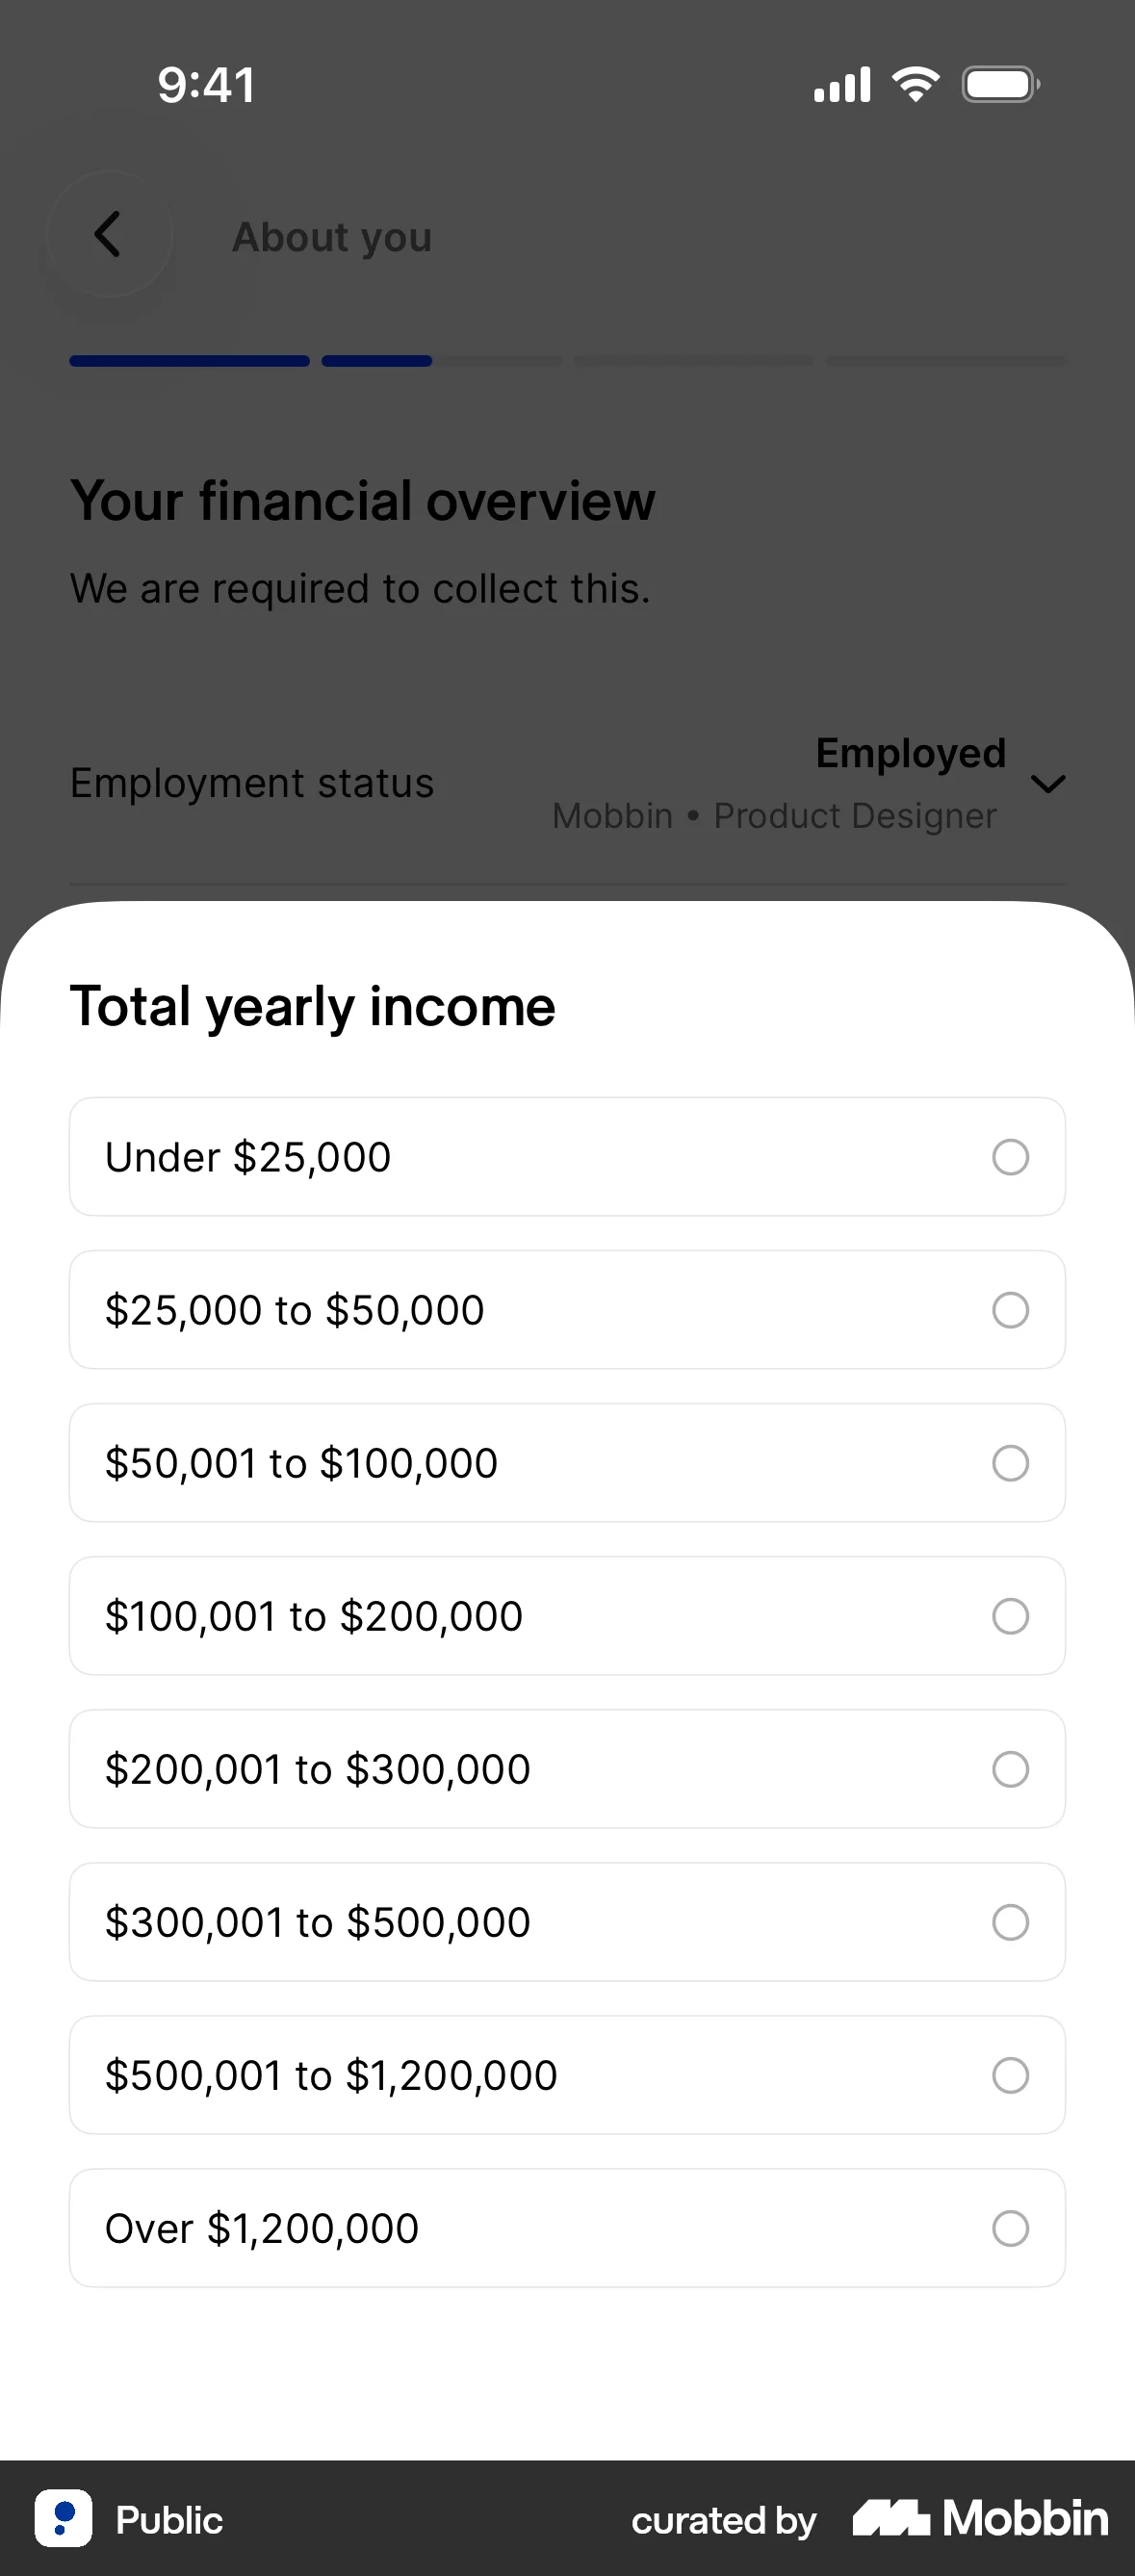 9:41
About you
Your financial overview
We are required to collect this.
Employment status
Employed
Mobbin • Product Designer
Total yearly income
Under $25,000
$25,000 to $50,000
$50,001 to $100,000
$100,001 to $200,000
$200,001 to $300,000
$300,001 to $500,000
$500,001 to $1,200,000
Over $1,200,000
Public
curated by Mobbin